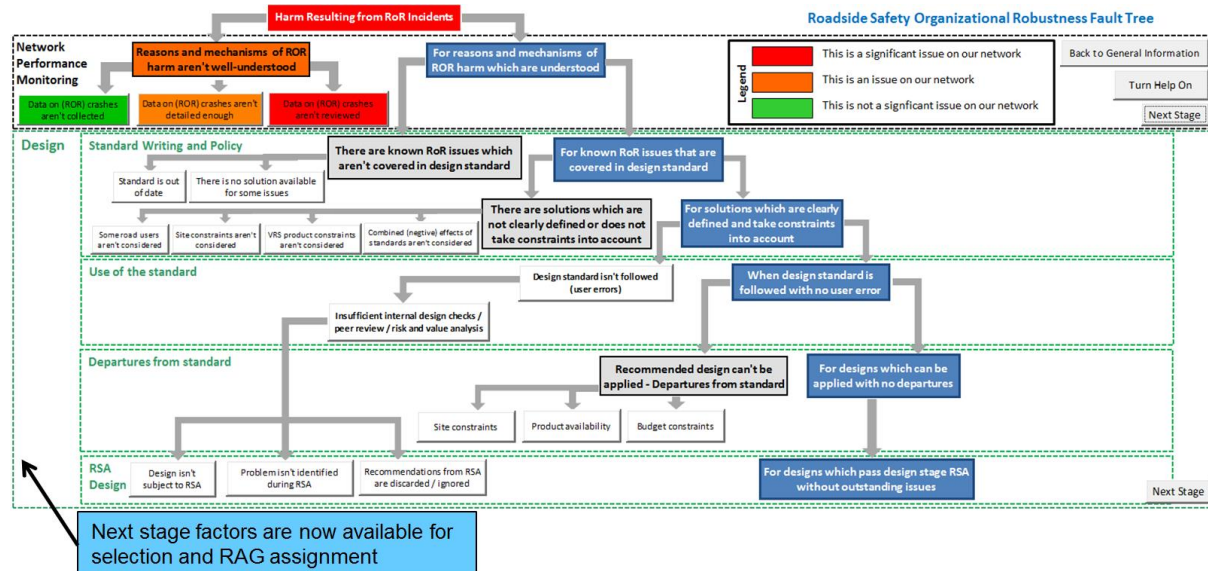 Harm Resulting from RoR Incidents
Roadside Safety Organizational Robustness Fault Tree
Network
Performance
Monitoring
Reasons and mechanisms of ROR
harm aren't well-understood
For reasons and mechanisms of
ROR harm which are understood
Data on (ROR) crashes
aren't collected
Data on (ROR) crashes aren't
detailed enough
Data on (ROR) crashes
aren't reviewed
Legend
This is a significant issue on our network
This is an issue on our network
This is not a signficant issue on our network
Back to General Information
Turn Help On
Next Stage
Design
Standard Writing and Policy
There are known RoR issues which
aren't covered in design standard
For known RoR issues that are
covered in design standard
Standard is out
of date
There is no solution available
for some issues
There are solutions which are
not clearly defined or does not
take constraints into account
For solutions which are clearly
defined and take constraints
into account
Some road users
aren't considered
Site constraints aren't
considered
VRS product constraints
aren't considered
Combined (negtive) effects of
standards aren't considered
Use of the standard
Design standard isn't followed
(user errors)
When design standard is
followed with no user error
Insufficient internal design checks /
peer review / risk and value analysis
Departures from standard
Recommended design can't be
applied - Departures from standard
For designs which can be
applied with no departures
Site constraints
Product availability
Budget constraints
RSA
Design
Design isn't
subject to RSA
Problem isn't identified
during RSA
Recommendations from RSA
are discarded / ignored
For designs which pass design stage RSA
without outstanding issues
Next Stage
Next stage factors are now available for
selection and RAG assignment